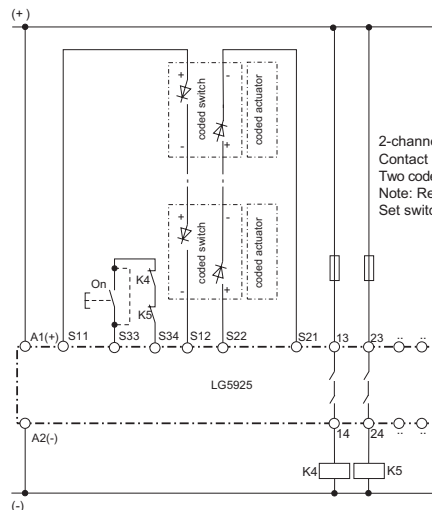 (+)
+
-
coded switch
coded actuator
-
+
+
-
coded switch
coded actuator
-
+
2-channe
Contact
Two code
Note: Re
Set switc
On
K4
K5
A1(+) S11 S33 S34 S12 S22 S21 13 23 .. ..
LG5925
A2(-) 14 24 .. ..
K4 K5
(-)